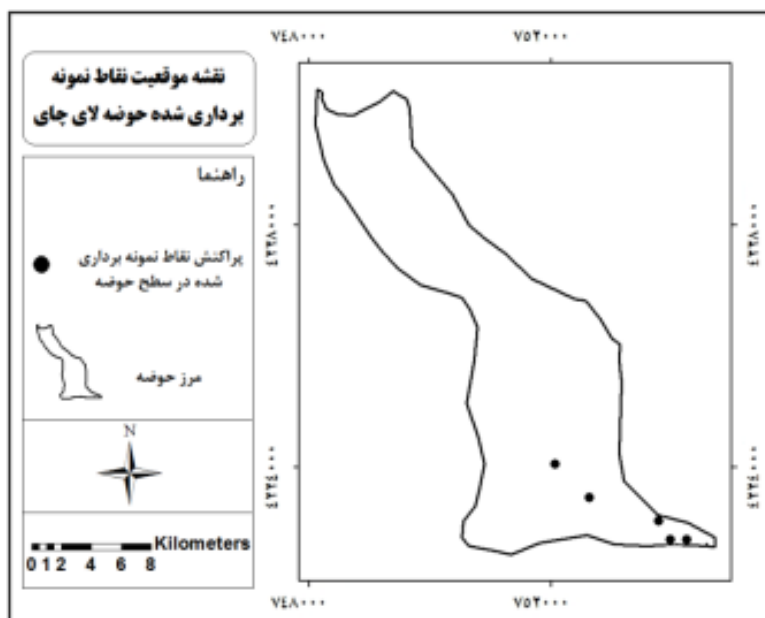 نقشه موقعیت نقاط نمونه
برداری شده حوضه لای چای
راهنما
پراکنش نقاط نمونه برداری
شده در سطح حوضه
مرز حوضه
N
Kilometers
0 1 2 4 6 8
۷۴۸۰۰۰ ۷۵۲۰۰۰
۴۲۲۸۰۰۰ ۴۲۲۸۰۰۰
۴۲۲۴۰۰۰ ۴۲۲۴۰۰۰
۷۴۸۰۰۰ ۷۵۲۰۰۰